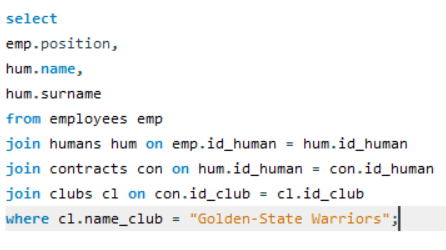 select
emp.position,
hum.name,
hum.surname
from employees emp
join humans hum on emp.id_human = hum.id_human
join contracts con on hum.id_human = con.id_human
join clubs cl on con.id_club = cl.id_club
where cl.name_club = "Golden-State Warriors";